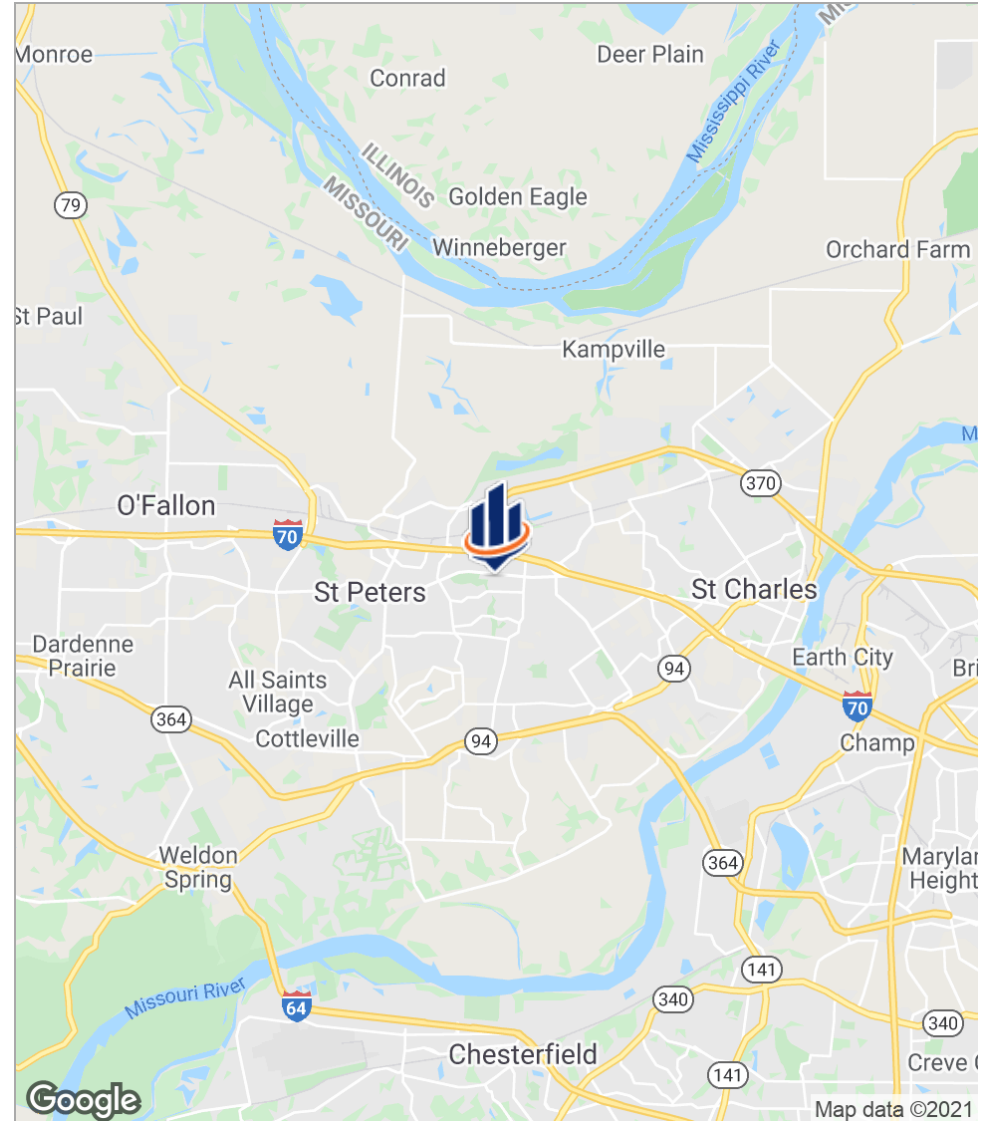 Monroe
Deer Plain
Conrad
Mississippi River
ILLINOIS
MISSOURI
79
Golden Eagle
Winneberger
Orchard Farm
St Paul
Kampville
370
O'Fallon
70
St Peters
St Charles
Dardenne
Prairie
Earth City
94
All Saints
Village
70
364
Cottleville
94
Champ
Weldon
Spring
364
Missouri River
141
340
64
340
Chesterfield
141
Creve
Google
Map data ©2021